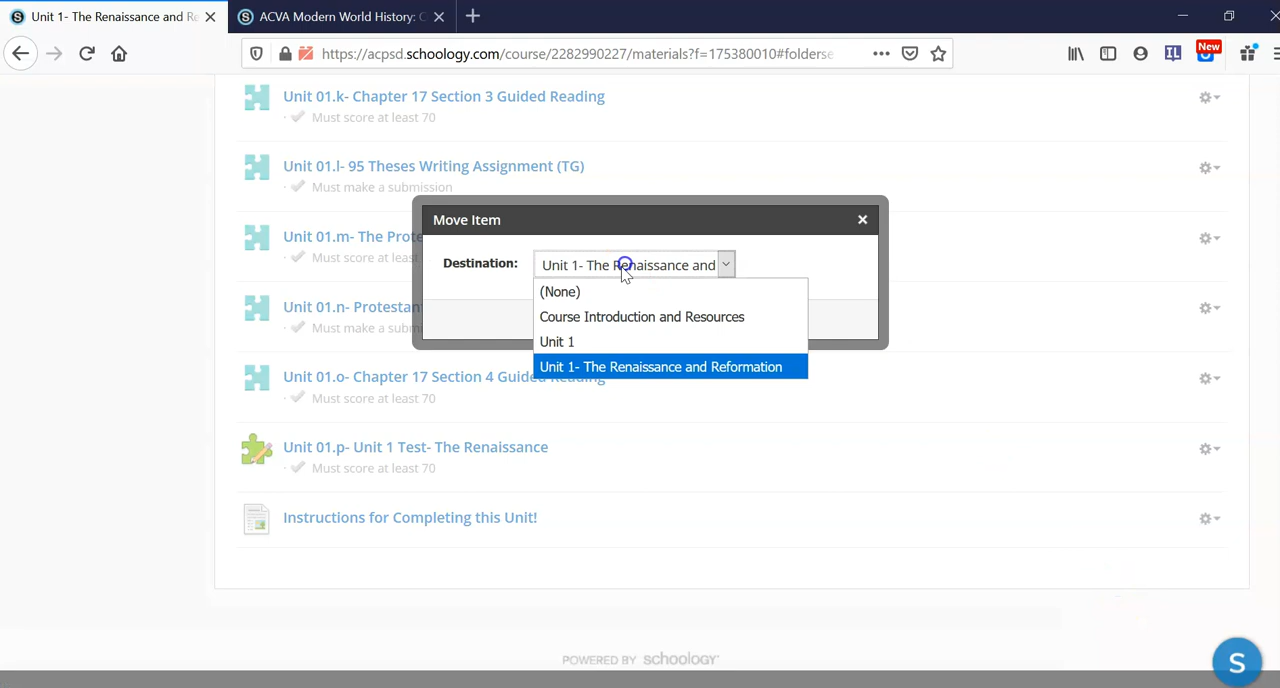 Unit 1- The Renaissance and Re
ACVA Modern World History: C
https://acpsd.schoology.com/course/2282990227/materials?f=175380010#folderse
New
Unit 01.k- Chapter 17 Section 3 Guided Reading
· Must score at least 70
Unit 01.l- 95 Theses Writing Assignment (TG)
· Must make a submission
Unit 01.m- The Prote
· Must score at le
Unit 01.n- Protestan
· Must make a subm
Unit 01.o- Chapter 17 Section 4 Guided Reading
· Must score at least 70
Unit 01.p- Unit 1 Test- The Renaissance
· Must score at least 70
Instructions for Completing this Unit!
Move Item
Destination:
Unit 1- The Renaissance and
(None)
Course Introduction and Resources
Unit 1
Unit 1- The Renaissance and Reformation
POWERED BY schoology
S